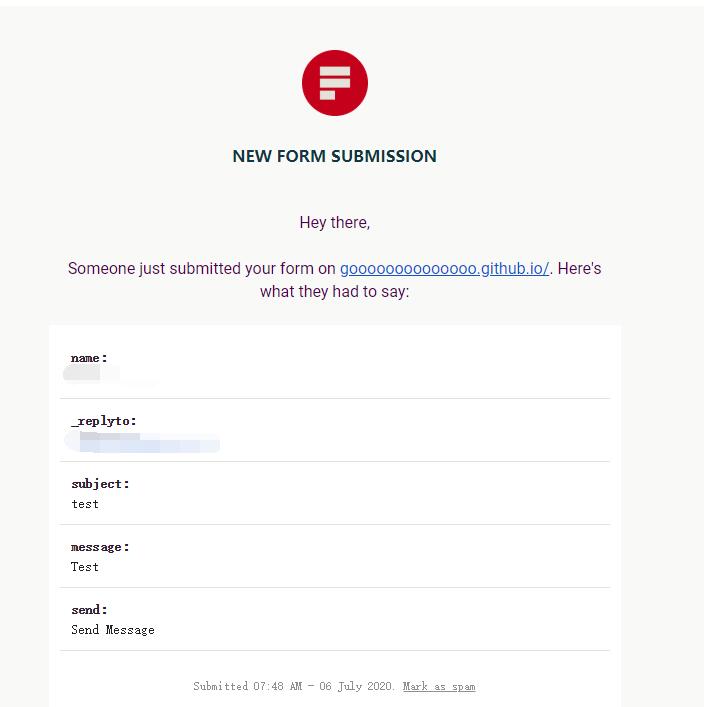 NEW FORM SUBMISSION
Hey there,
Someone just submitted your form on goooooooooooooo.github.io/. Here's
what they had to say:
name:
_replyto:
subject:
test
message:
Test
send:
Send Message
Submitted 07:48 AM - 06 July 2020. Mark as spam